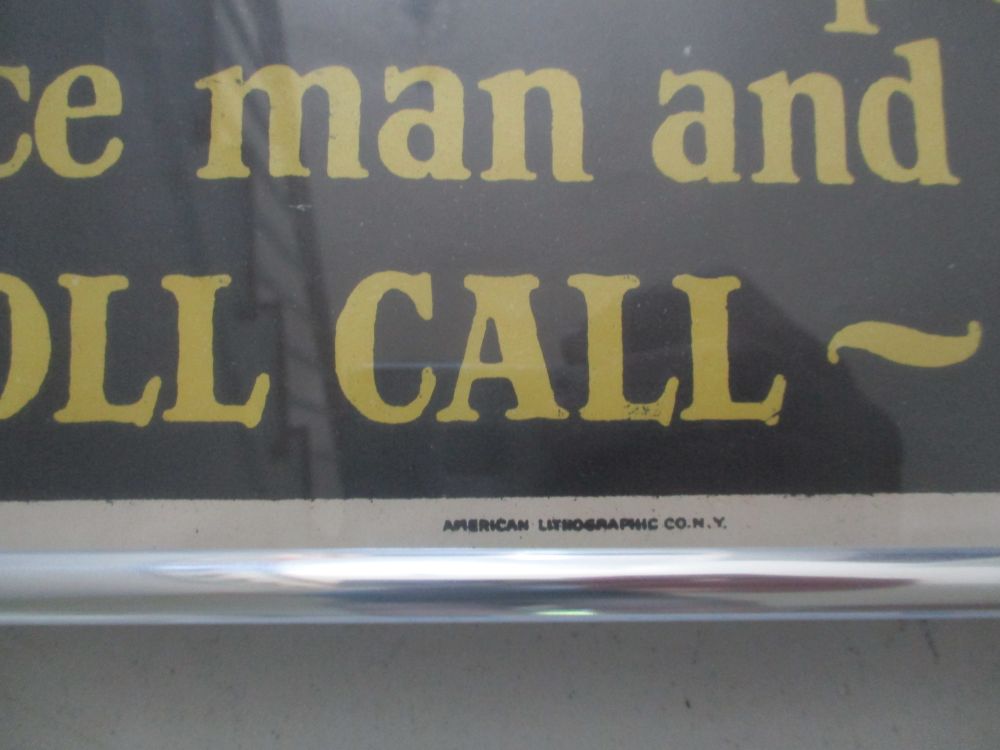 ce man and
OLL CALL ~
AMERICAN LITHOGRAPHIC CO. N. Y.